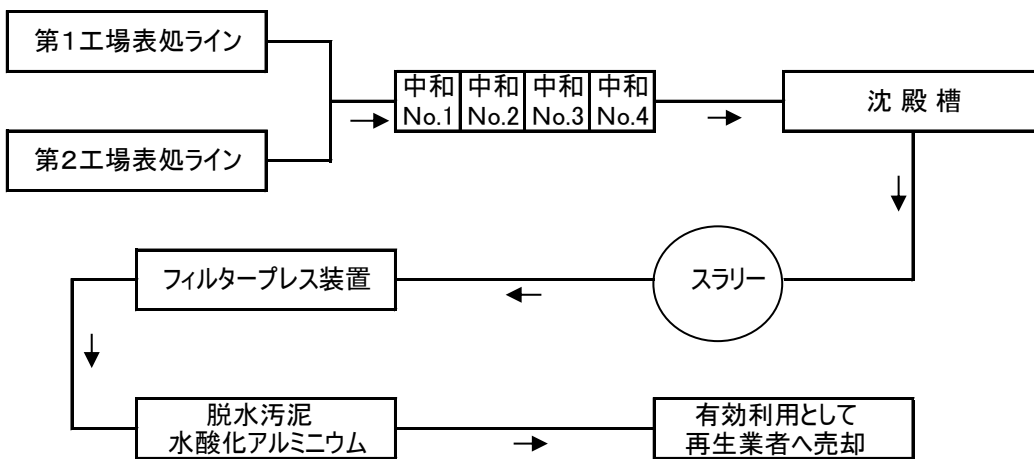 第1工場表処ライン
第2工場表処ライン
中和
No.1
中和
No.2
中和
No.3
中和
No.4
沈 殿 槽
スラリー
フィルタープレス装置
脱水汚泥
水酸化アルミニウム
有効利用として
再生業者へ売却